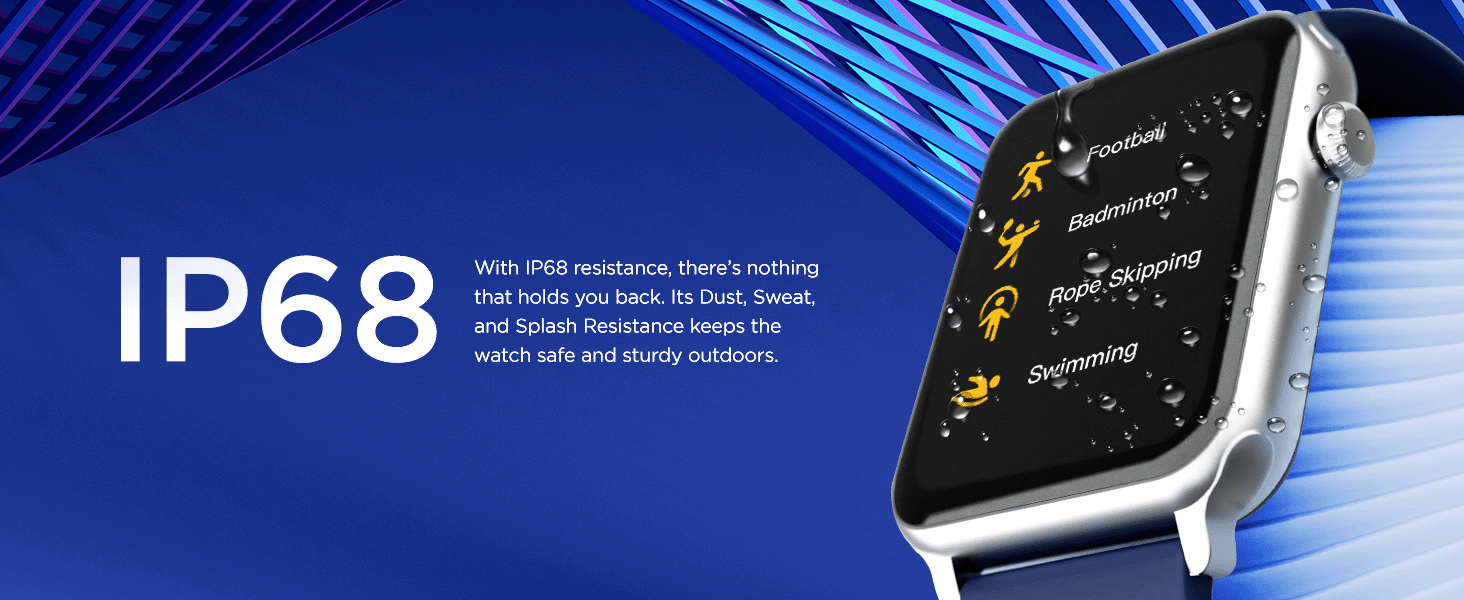 IP68
With IP68 resistance, there's nothing
that holds you back. Its Dust, Sweat,
and Splash Resistance keeps the
watch safe and sturdy outdoors.
Football
Badminton
Rope Skipping
Swimming